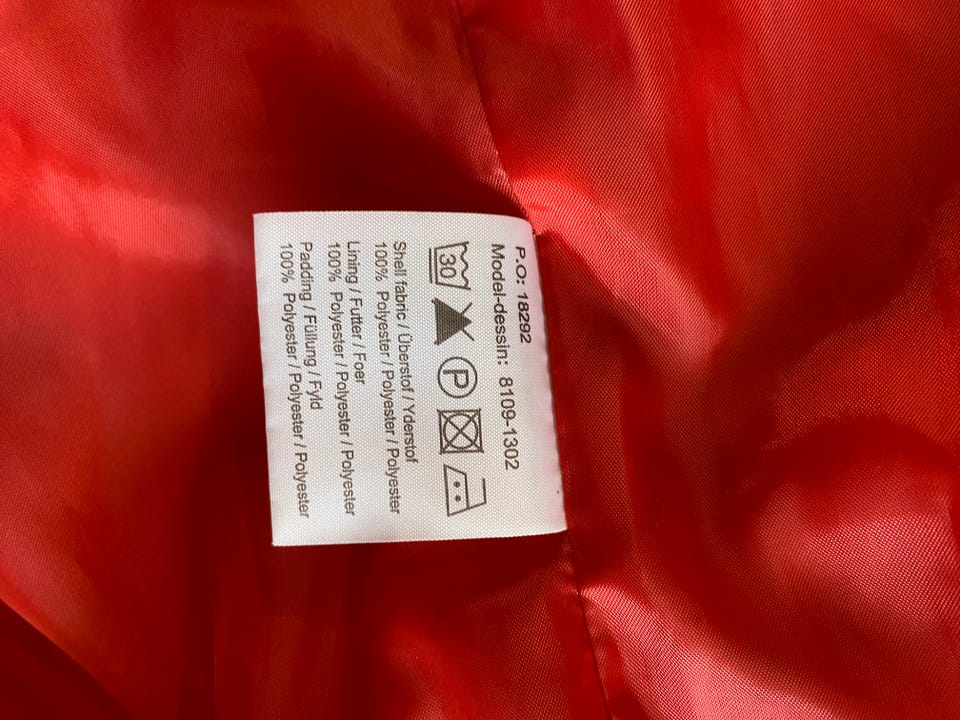 P.O: 18292
Model-dessin: 8109-1302
30 P
Shell fabric / Überstof / Yderstof
100% Polyester / Polyester / Polyester
Lining / Futter / Foer
100% Polyester / Polyester / Polyester
Padding / Füllung / Fyld
100% Polyester / Polyester / Polyester